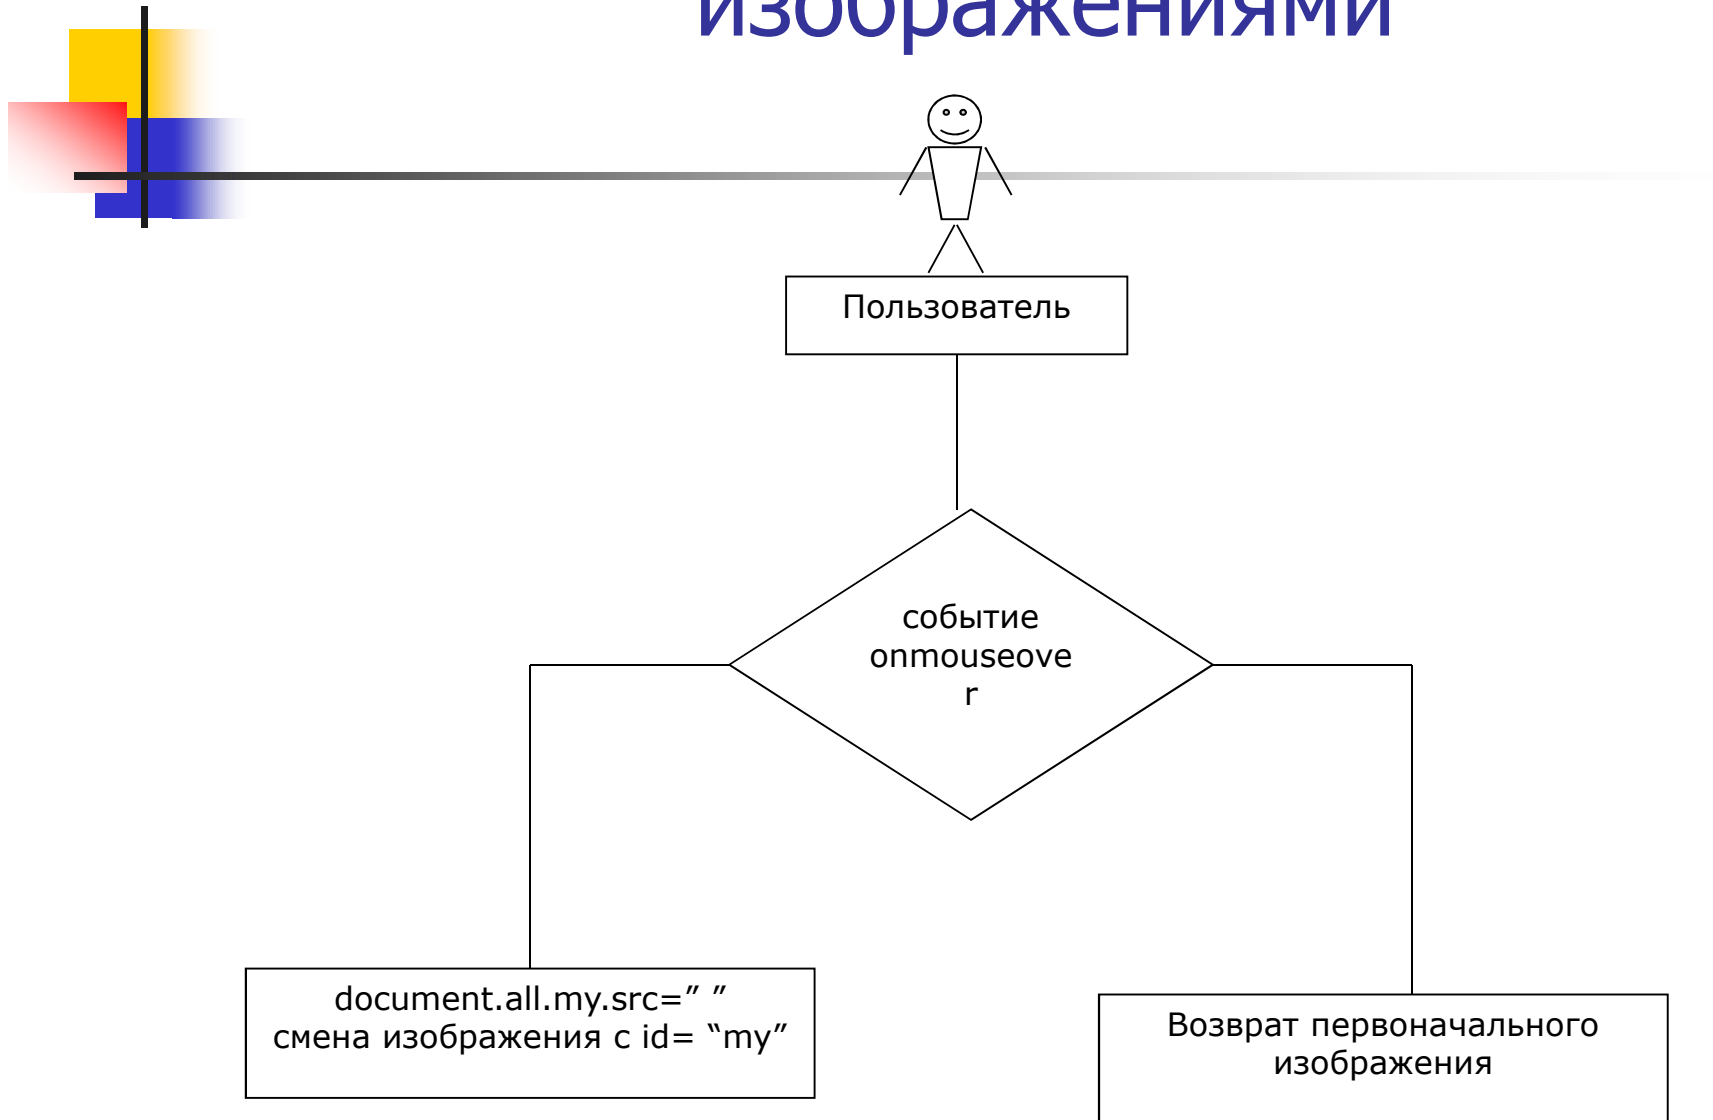 изображениями
Пользователь
событие
onmouseove
r
document.all.my.src=” ”
смена изображения с id= “my”
Возврат первоначального
изображения